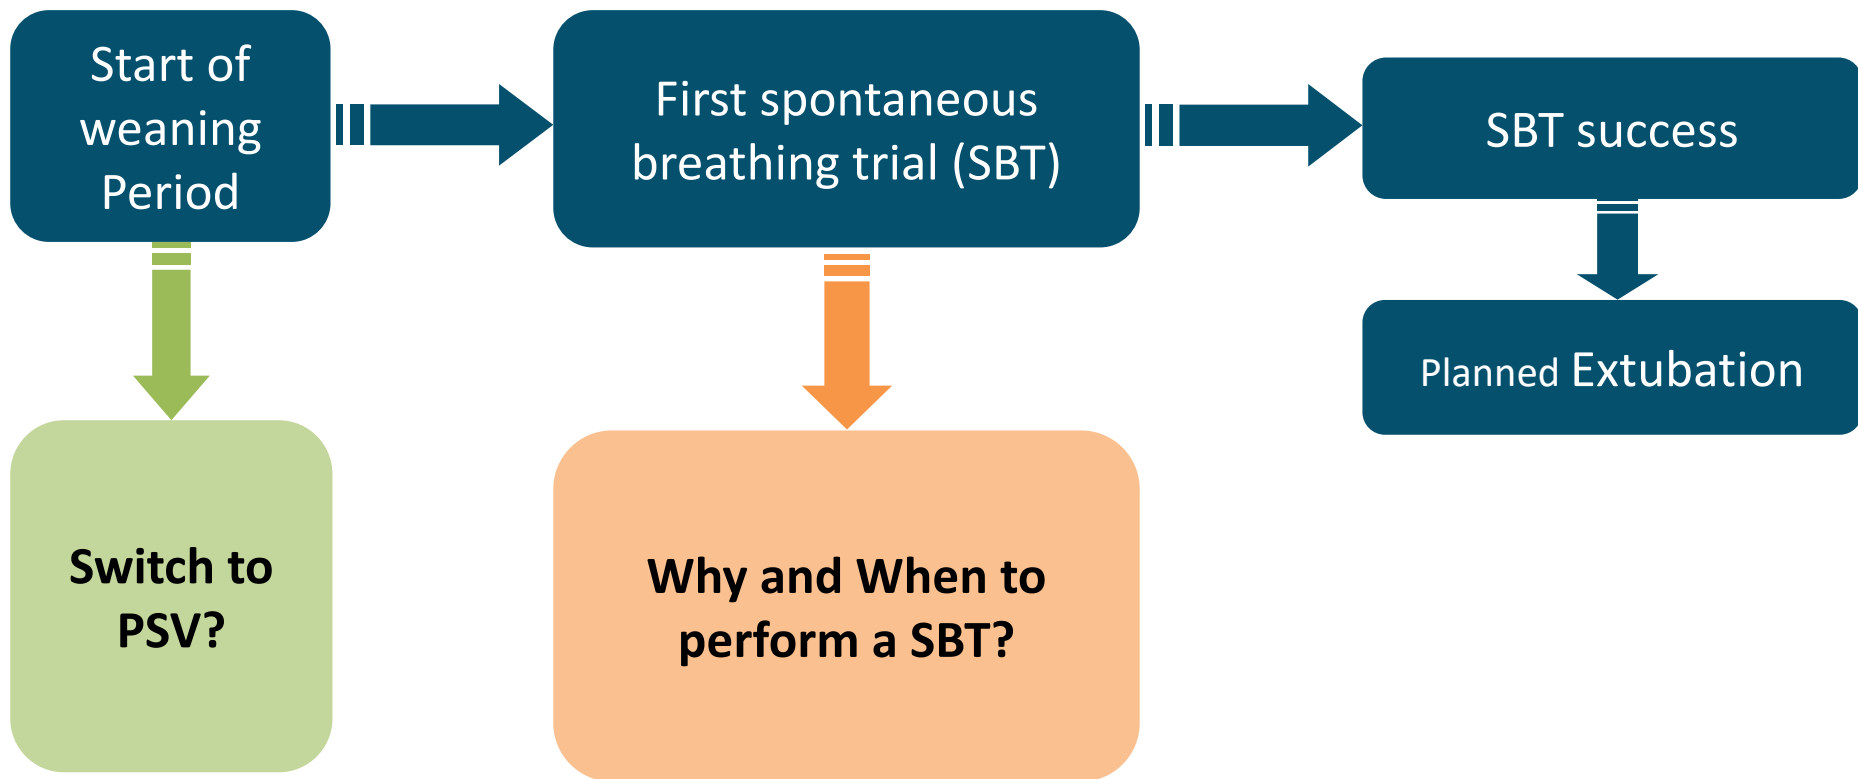 Start of
weaning
Period
First spontaneous
breathing trial (SBT)
SBT success
Planned Extubation
Switch to
PSV?
Why and When to
perform a SBT?